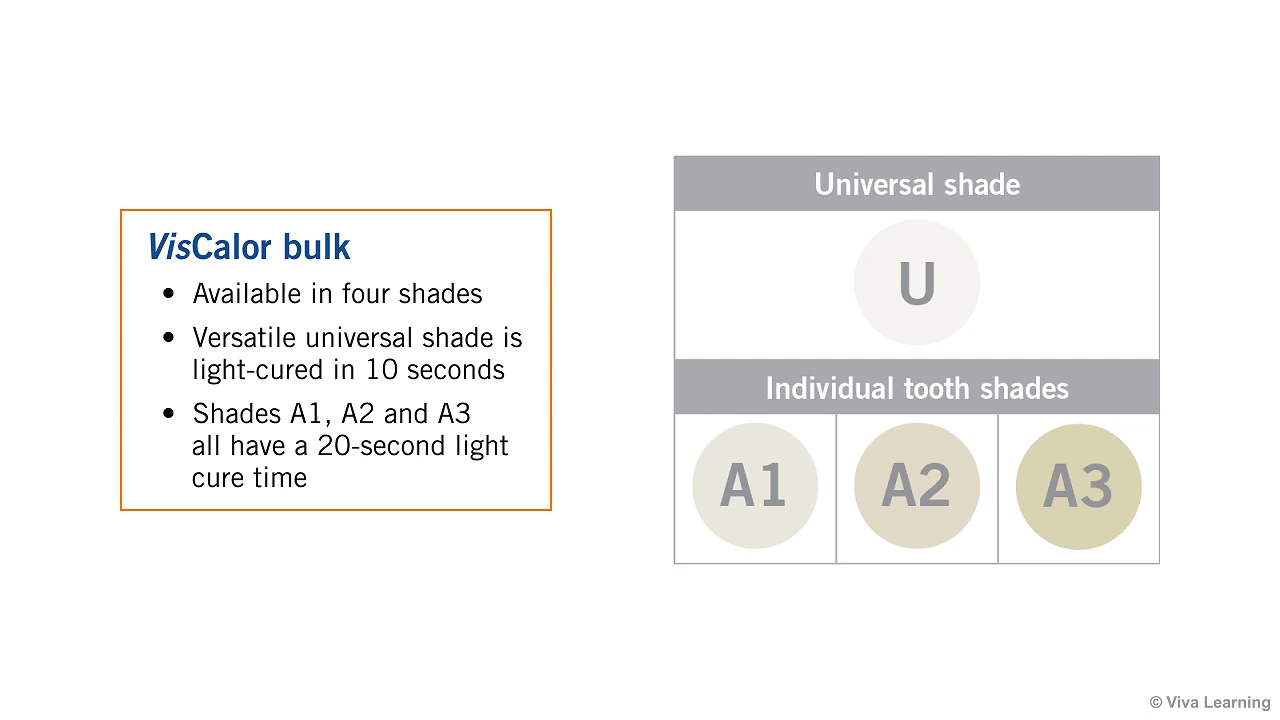 VisCalor bulk
• Available in four shades
• Versatile universal shade is
light-cured in 10 seconds
• Shades A1, A2 and A3
all have a 20-second light
cure time
Universal shade
U
Individual tooth shades
A1 A2 A3
© Viva Learning